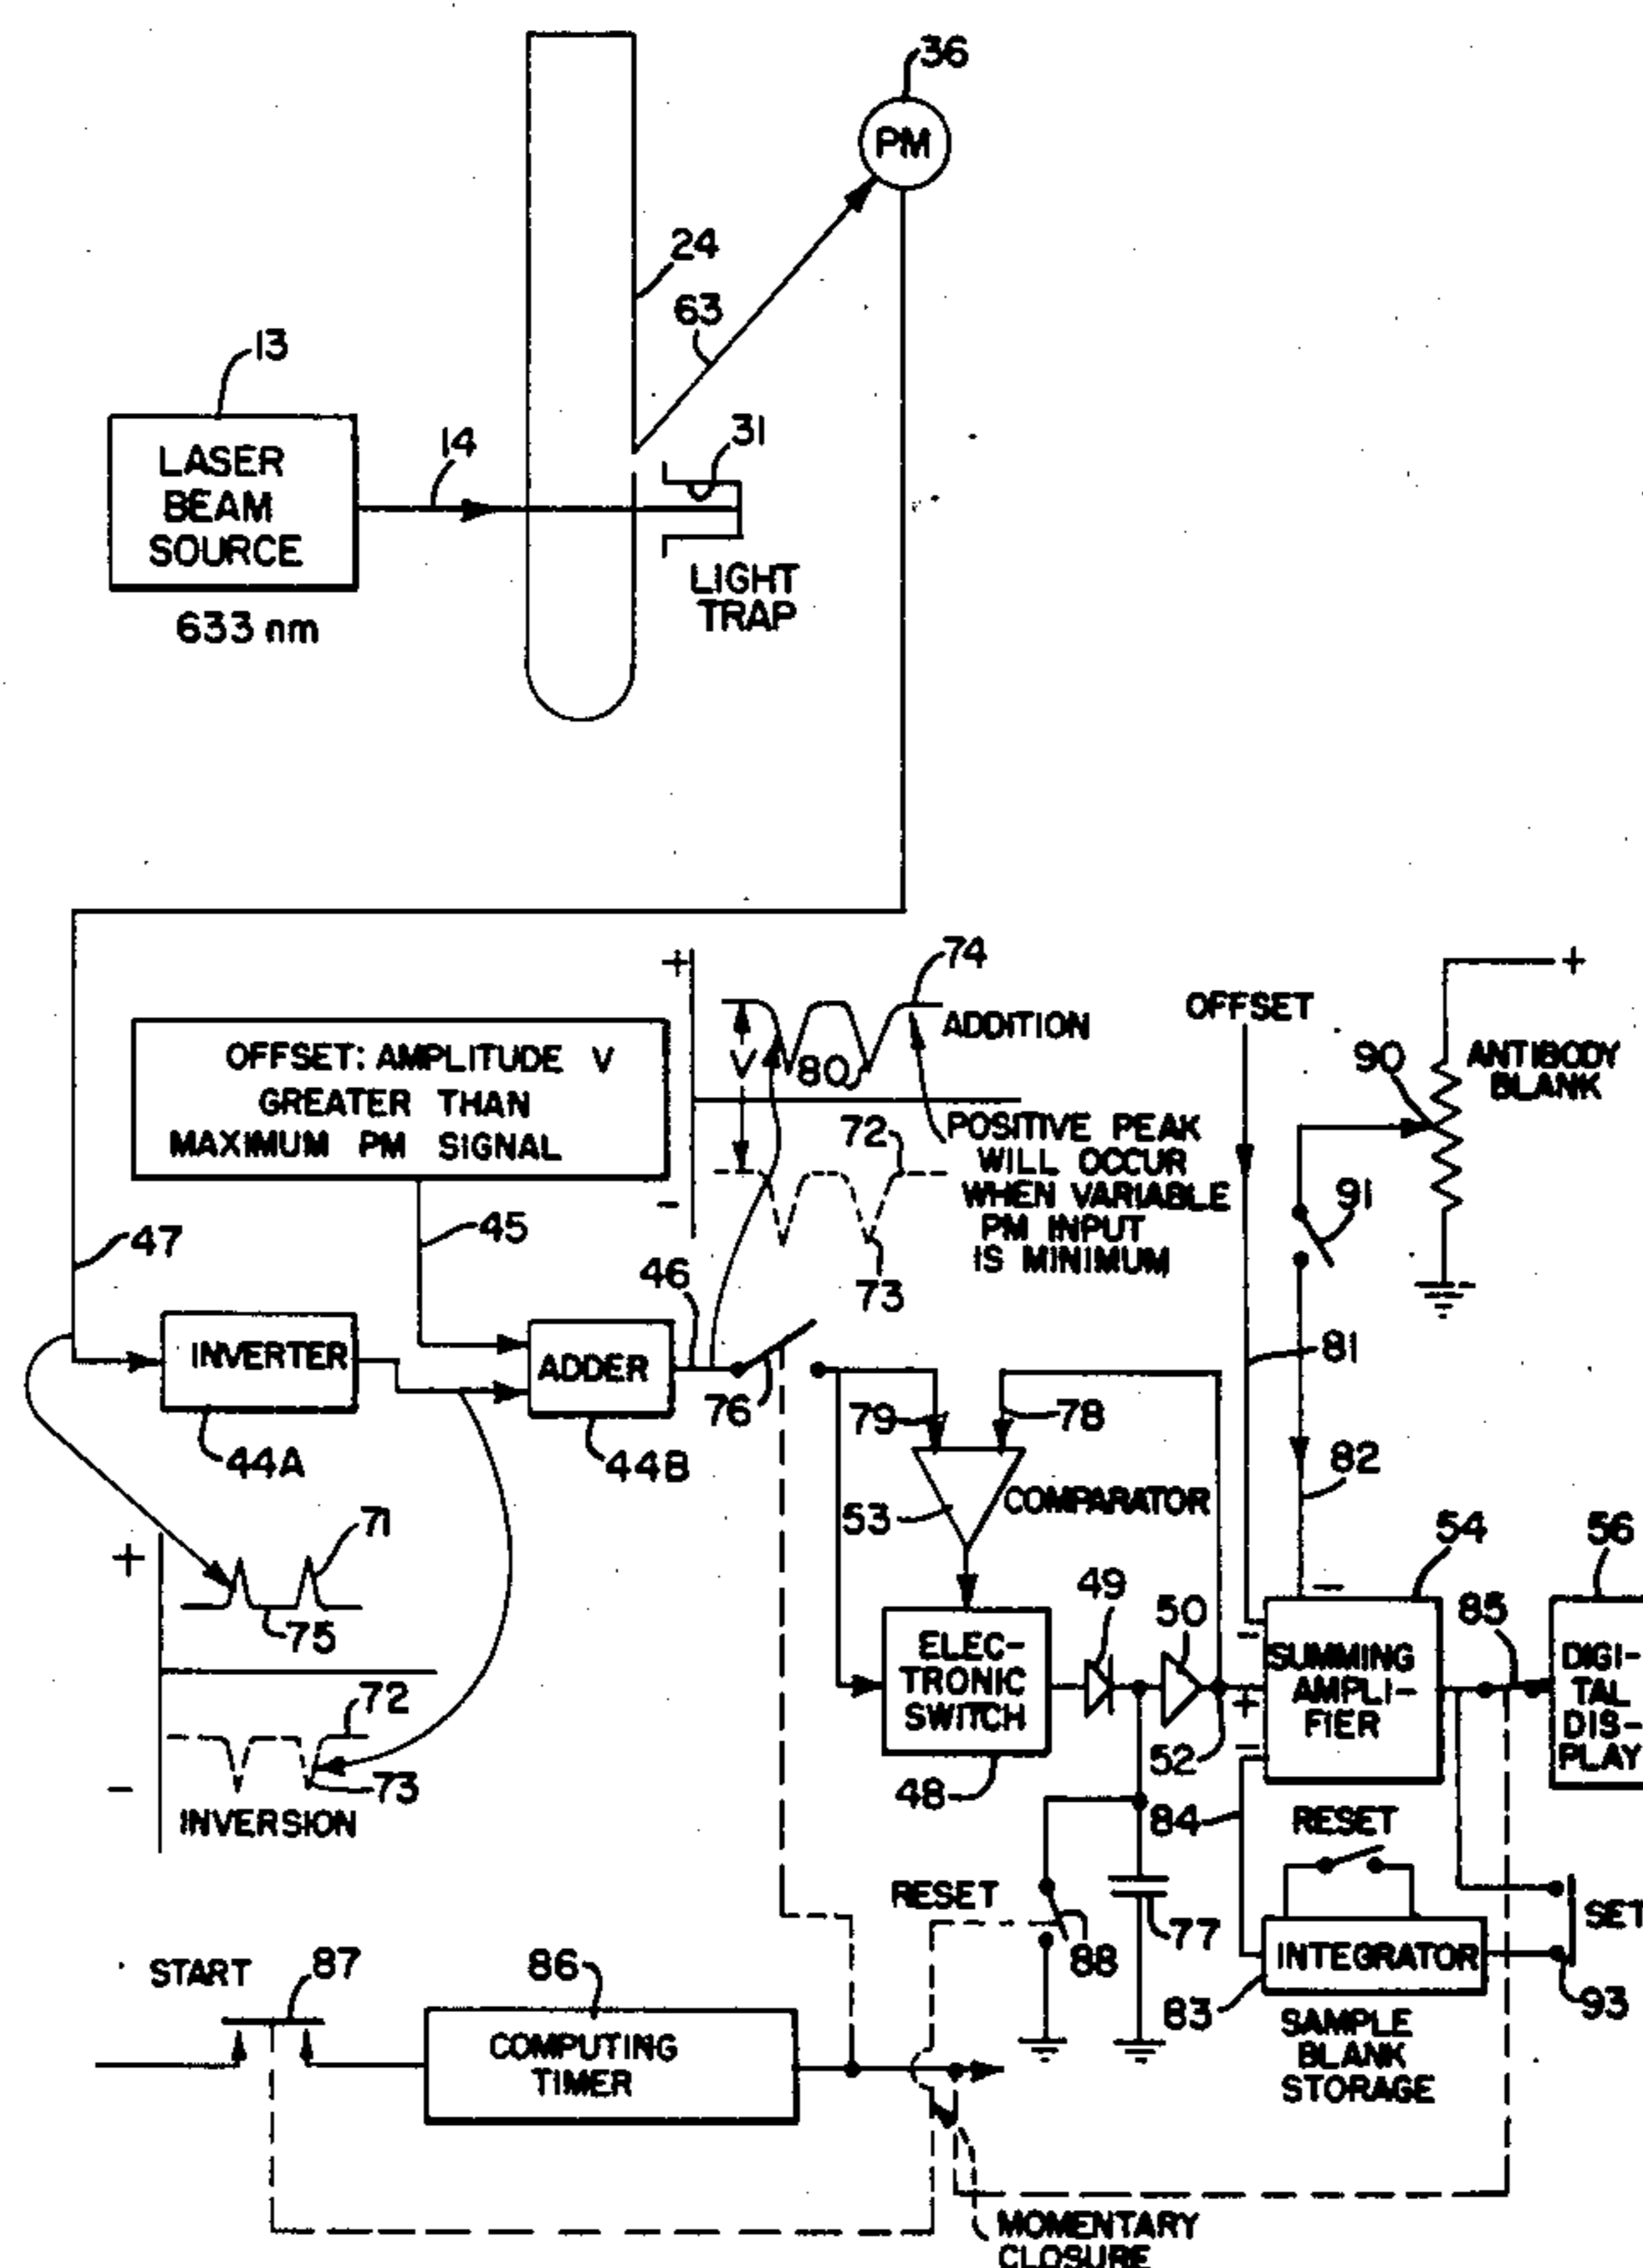 36
PM
24
63
13
LASER
BEAM
SOURCE
14
31
LIGHT
TRAP
633 nm
+
74
ADDITION
V
80
72
POSITIVE PEAK
WILL OCCUR
WHEN VARIABLE
PM INPUT
IS MINIMUM
-
73
OFFSET: AMPLITUDE V
GREATER THAN
MAXIMUM PM SIGNAL
OFFSET
+
90
ANTIBODY
BLANK
91
47
45
46
INVERTER
ADDER
76
44A
44B
79
78
81
82
53
COMPARATOR
71
+
75
72
-
73
INVERSION
49
50
54
85
56
ELEC-
TRONIC
SWITCH
48
52
-
-
+
-
SUMMING
AMPLI-
FIER
DIGI-
TAL
DIS-
PLAY
84
RESET
RESET
88
77
INTEGRATOR
SET
93
83
SAMPLE
BLANK
STORAGE
START
87
86
COMPUTING
TIMER
MOMENTARY
CLOSURE